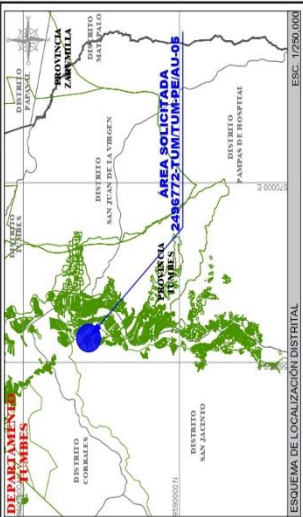 DEPARTAMENTO
TUMBES
DISTRITO
TUMBES
DISTRITO
PAPAYAL
PROVINCIA
ZARUMILLA
DISTRITO
MATAPALO
DISTRITO
CORRALES
DISTRITO
SAN JUAN DE LA VIRGEN
ÁREA SOLICITADA
2496772-TUM/TUM-PE/AU-05
PROVINCIA
TUMBES
DISTRITO
SAN JACINTO
DISTRITO
PAMPAS DE HOSPITAL
570000 E
9590000 N
ESQUEMA DE LOCALIZACIÓN DISTRITAL
ESC. 1/250,000